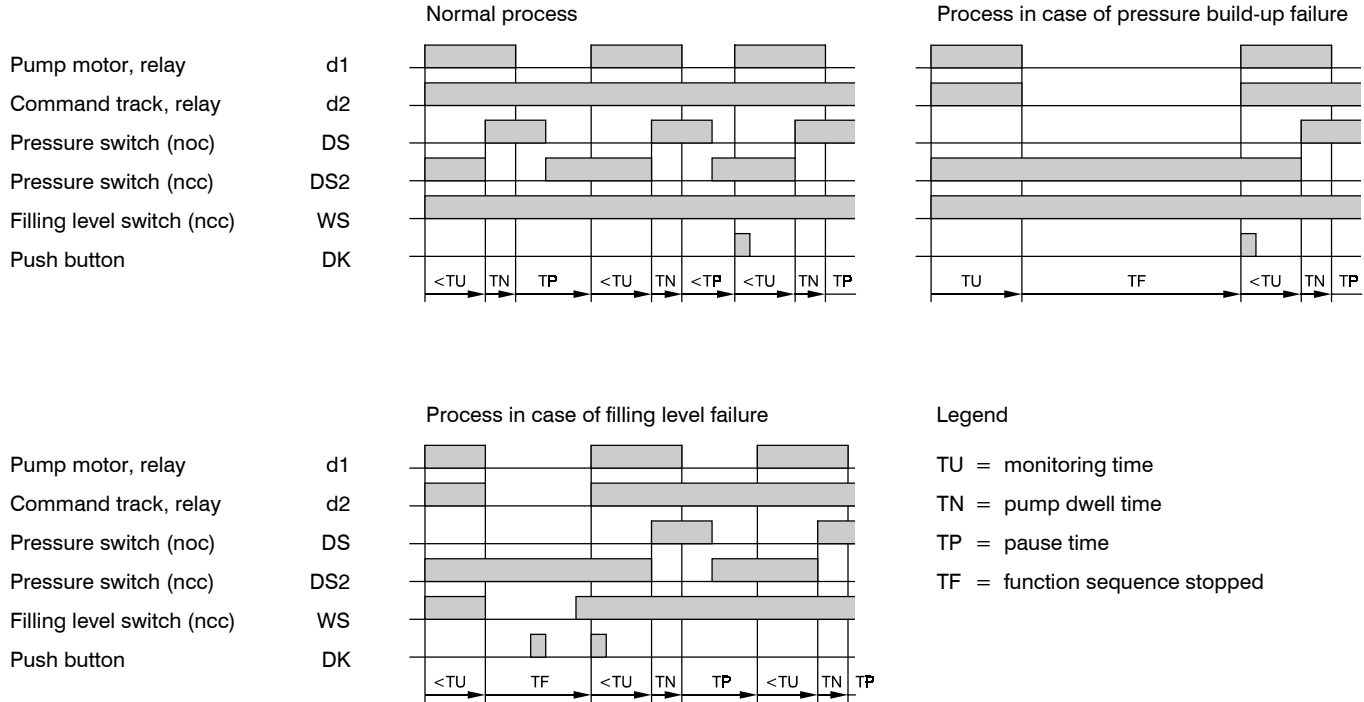 Normal process
Process in case of pressure build-up failure
Pump motor, relay d1
Command track, relay d2
Pressure switch (noc) DS
Pressure switch (ncc) DS2
Filling level switch (ncc) WS
Push button DK
<TU TN TP <TU TN <TP <TU TN TP
TU TF <TU TN TP
Process in case of filling level failure
Legend
Pump motor, relay d1
Command track, relay d2
Pressure switch (noc) DS
Pressure switch (ncc) DS2
Filling level switch (ncc) WS
Push button DK
<TU TF <TU TN TP <TU TN TP
TU = monitoring time
TN = pump dwell time
TP = pause time
TF = function sequence stopped